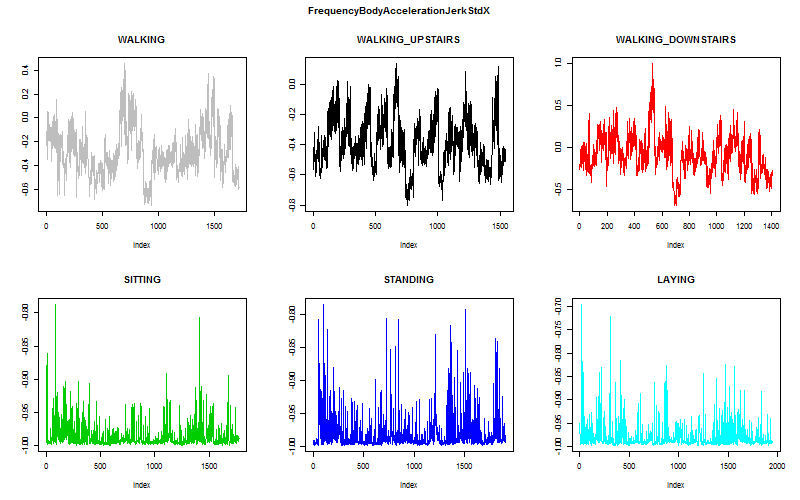 FrequencyBodyAccelerationJerkStdX
WALKING
WALKING_UPSTAIRS
WALKING_DOWNSTAIRS
0.4
0.2
0.0
-0.2
-0.4
-0.6
0 500 1000 1500
Index
0.0
-0.2
-0.4
-0.6
-0.8
0 500 1000 1500
Index
1.0
0.5
0.0
-0.5
0 200 400 600 800 1000 1200 1400
Index
SITTING
STANDING
LAYING
-0.80
-0.85
-0.90
-0.95
-1.00
0 500 1000 1500
Index
-0.80
-0.85
-0.90
-0.95
-1.00
0 500 1000 1500
Index
-0.70
-0.75
-0.80
-0.85
-0.90
-0.95
-1.00
0 500 1000 1500 2000
Index